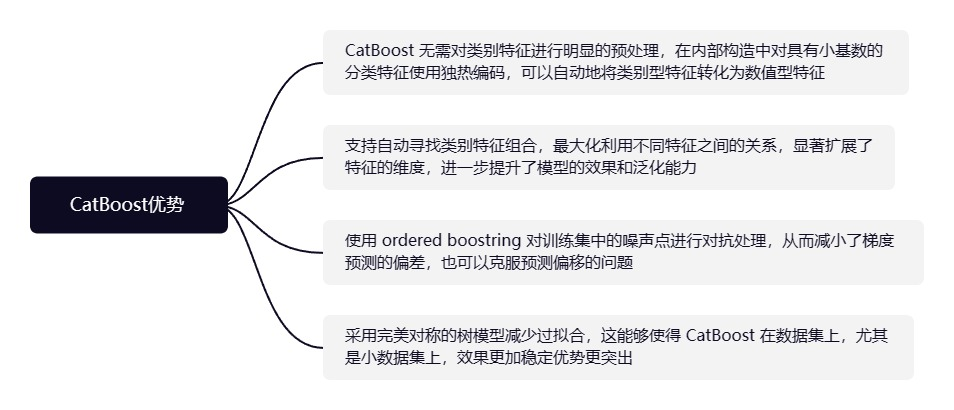 CatBoost优势
CatBoost 无需对类别特征进行明显的预处理，在内部构造中对具有小基数的
分类特征使用独热编码，可以自动地将类别型特征转化为数值型特征
支持自动寻找类别特征组合，最大化利用不同特征之间的关系，显著扩展了
特征的维度，进一步提升了模型的效果和泛化能力
使用 ordered boostring 对训练集中的噪声点进行对抗处理，从而减小了梯度
预测的偏差，也可以克服预测偏移的问题
采用完美对称的树模型减少过拟合，这能够使得 CatBoost 在数据集上，尤其
是小数据集上，效果更加稳定优势更突出